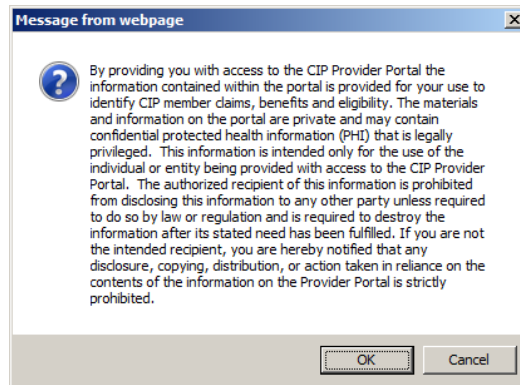 Message from webpage
By providing you with access to the CIP Provider Portal the
information contained within the portal is provided for your use to
identify CIP member claims, benefits and eligibility. The materials
and information on the portal are private and may contain
confidential protected health information (PHI) that is legally
privileged.  This information is intended only for the use of the
individual or entity being provided with access to the CIP Provider
Portal.  The authorized recipient of this information is prohibited
from disclosing this information to any other party unless required
to do so by law or regulation and is required to destroy the
information after its stated need has been fulfilled. If you are not
the intended recipient, you are hereby notified that any
disclosure, copying, distribution, or action taken in reliance on the
contents of the information on the Provider Portal is strictly
prohibited.
OK Cancel